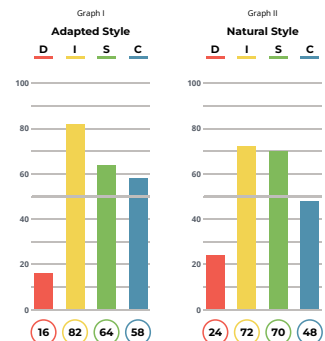 Graph I
Adapted Style
D I S C
100
80
60
40
20
0
16 82 64 58
Graph II
Natural Style
D I S C
100
80
60
40
20
0
24 72 70 48